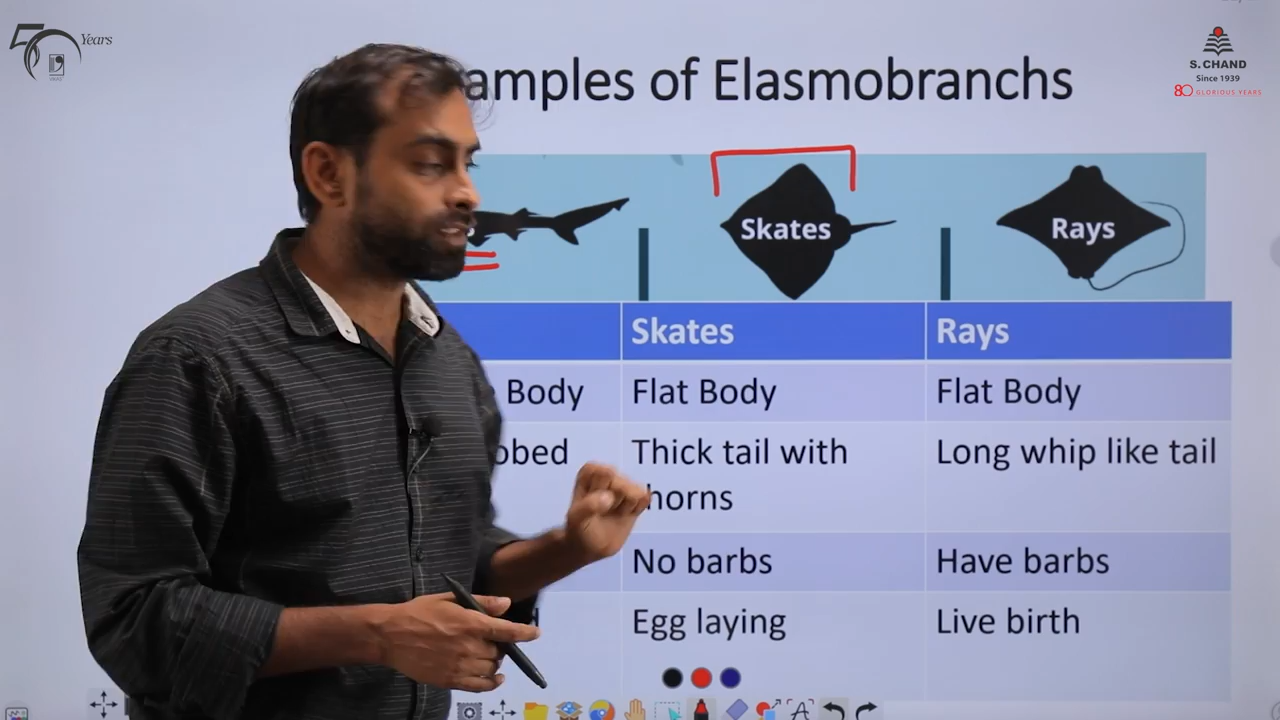 Years
S. CHAND
Since 1939
80 GLORIOUS YEARS
amples of Elasmobranchs
Skates
Rays
Skates
Rays
Body
Flat Body
Flat Body
obed
Thick tail with
Long whip like tail
horns
No barbs
Have barbs
Egg laying
Live birth